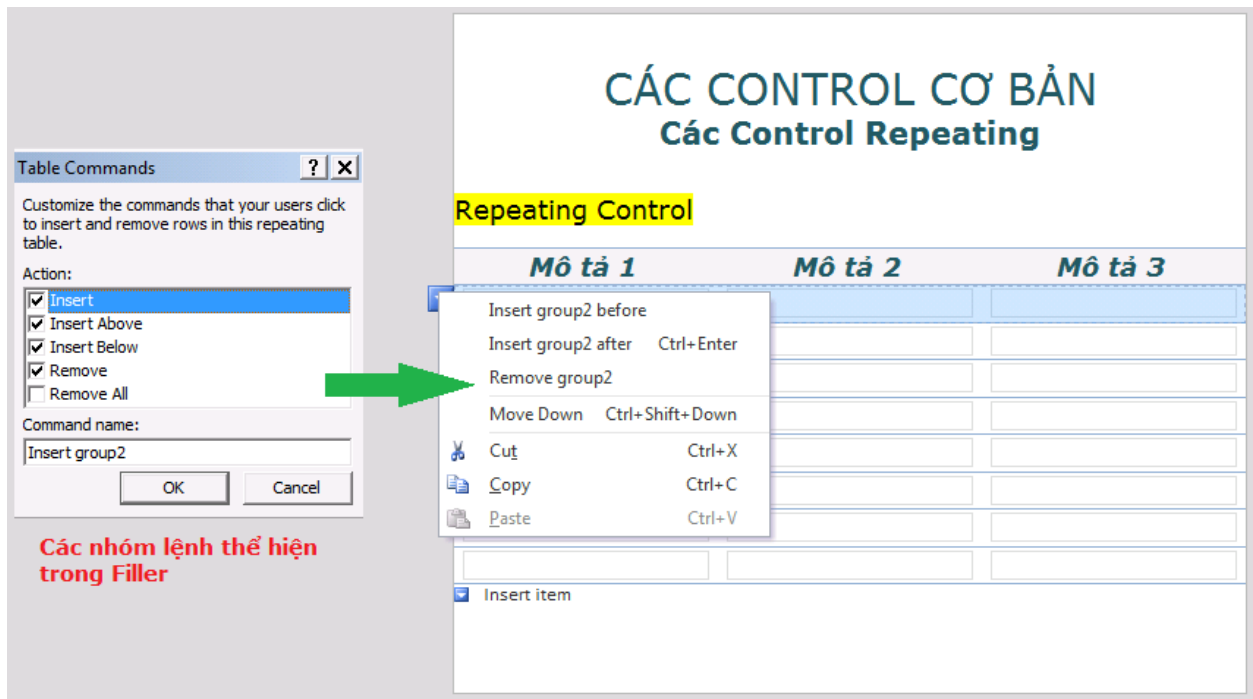 CÁC CONTROL CƠ BẢN
Các Control Repeating
Repeating Control
Mô tả 1 Mô tả 2 Mô tả 3
Table Commands
Customize the commands that your users click
to insert and remove rows in this repeating
table.
Action:
Insert
Insert Above
Insert Below
Remove
Remove All
Command name:
Insert group2
OK Cancel
Các nhóm lệnh thể hiện
trong Filler
Insert group2 before
Insert group2 after Ctrl+Enter
Remove group2
Move Down Ctrl+Shift+Down
Cut Ctrl+X
Copy Ctrl+C
Paste Ctrl+V
Insert item